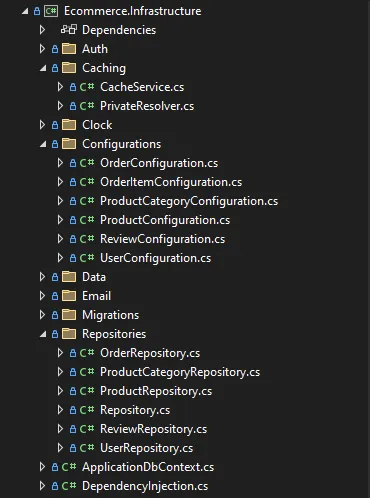 C# Ecommerce.Infrastructure
Dependencies
Auth
Caching
C# CacheService.cs
C# PrivateResolver.cs
Clock
Configurations
C# OrderConfiguration.cs
C# OrderItemConfiguration.cs
C# ProductCategoryConfiguration.cs
C# ProductConfiguration.cs
C# ReviewConfiguration.cs
C# UserConfiguration.cs
Data
Email
Migrations
Repositories
C# OrderRepository.cs
C# ProductCategoryRepository.cs
C# ProductRepository.cs
C# Repository.cs
C# ReviewRepository.cs
C# UserRepository.cs
C# ApplicationDbContext.cs
C# DependencyInjection.cs